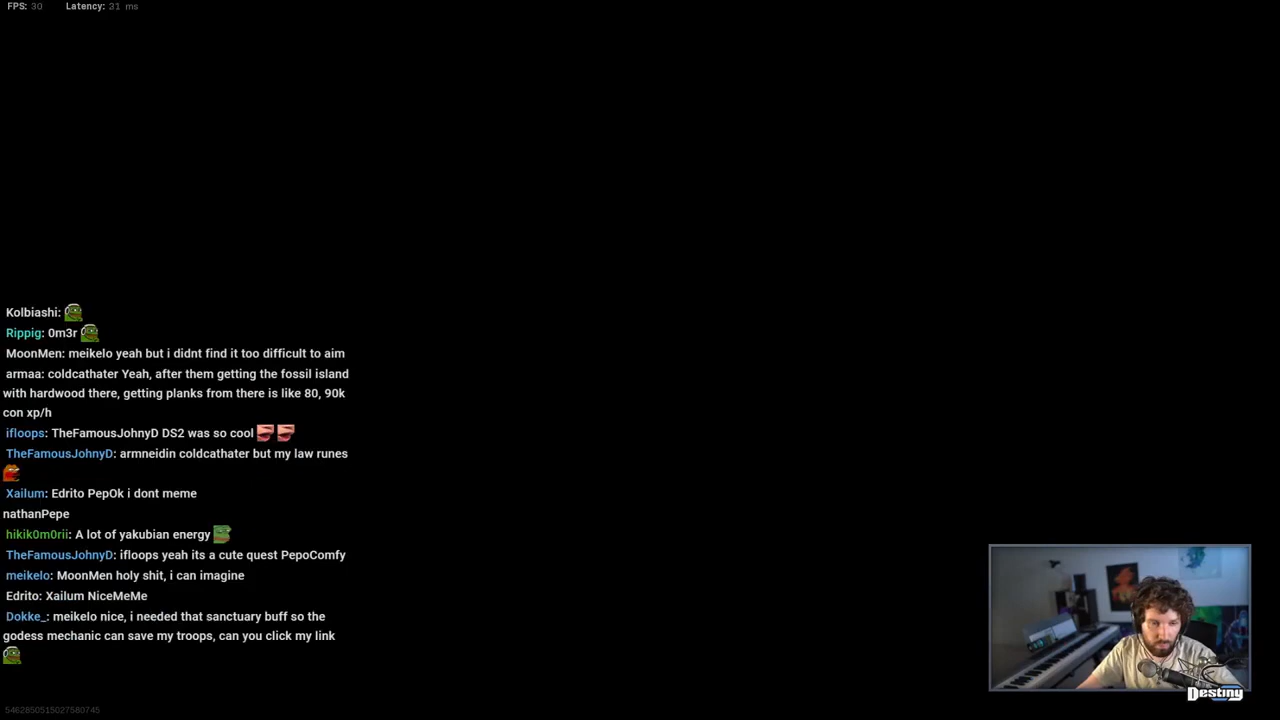 FPS: 30 Latency: 31 ms
Kolbiashi:
Rippig: 0m3r
MoonMen: meikelo yeah but i didnt find it too difficult to aim
armaa: coldcathater Yeah, after them getting the fossil island
with hardwood there, getting planks from there is like 80, 90k
con xp/h
ifloops: TheFamousJohnyD DS2 was so cool
TheFamousJohnyD: armneidin coldcathater but my law runes
Xailum: Edrito PepOk i dont meme
nathanPepe
hikik0m0rii: A lot of yakubian energy
TheFamousJohnyD: ifloops yeah its a cute quest PepoComfy
meikelo: MoonMen holy shit, i can imagine
Edrito: Xailum NiceMeMe
Dokke_: meikelo nice, i needed that sanctuary buff so the
godess mechanic can save my troops, can you click my link
Destiny
5462850515027580745